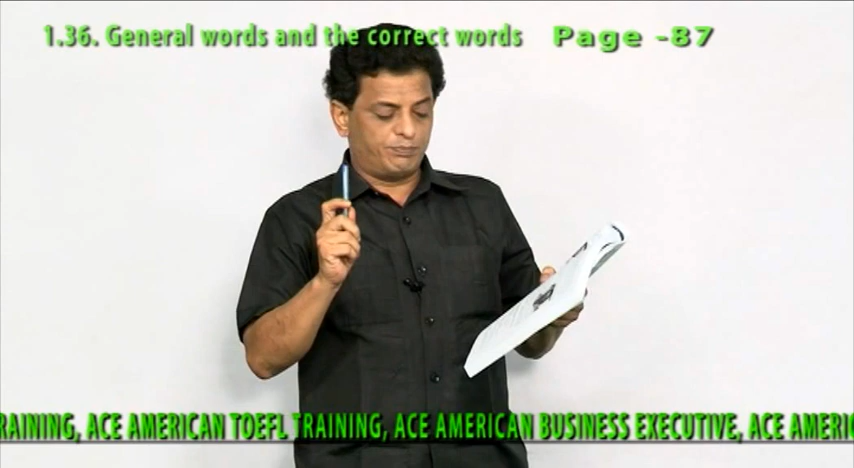 1.36. General words and the correct words Page -87
RAINING, ACE AMERICAN TOEFL TRAINING, ACE AMERICAN BUSINESS EXECUTIVE, ACE AMERIC